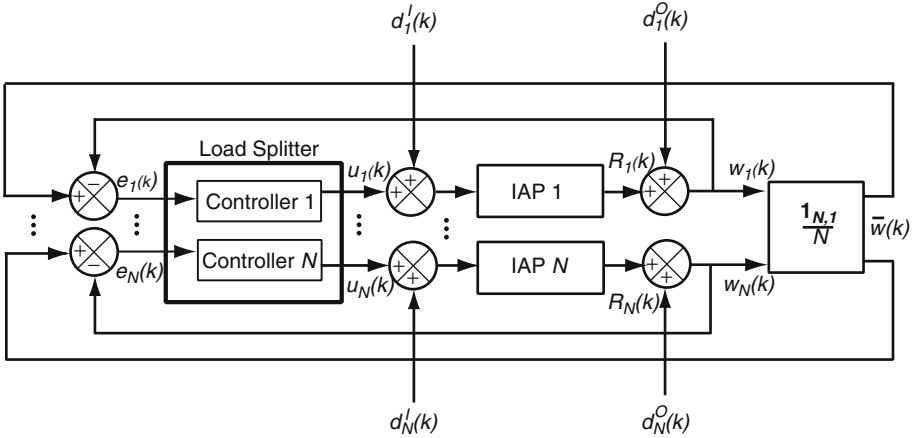 d_1^I(k)
d_1^O(k)
Load Splitter
−
+
e_1(k)
Controller 1
u_1(k)
+
+
IAP 1
R_1(k)
+
+
w_1(k)
1_{N,1}
N
w̄(k)
+
−
e_N(k)
Controller N
u_N(k)
+
+
IAP N
R_N(k)
+
+
w_N(k)
d_N^I(k)
d_N^O(k)